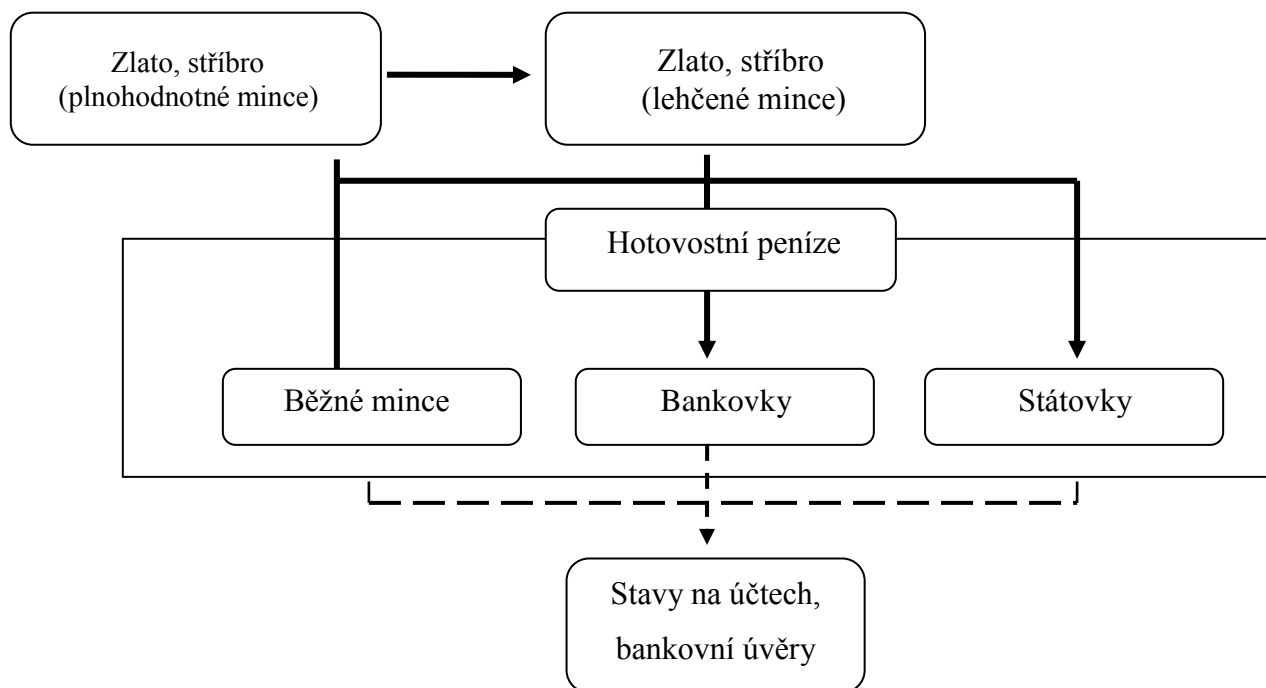 Zlato, stříbro
(plnohodnotné mince)
Zlato, stříbro
(lehčené mince)
Hotovostní peníze
Běžné mince
Bankovky
Státovky
Stavy na účtech,
bankovní úvěry